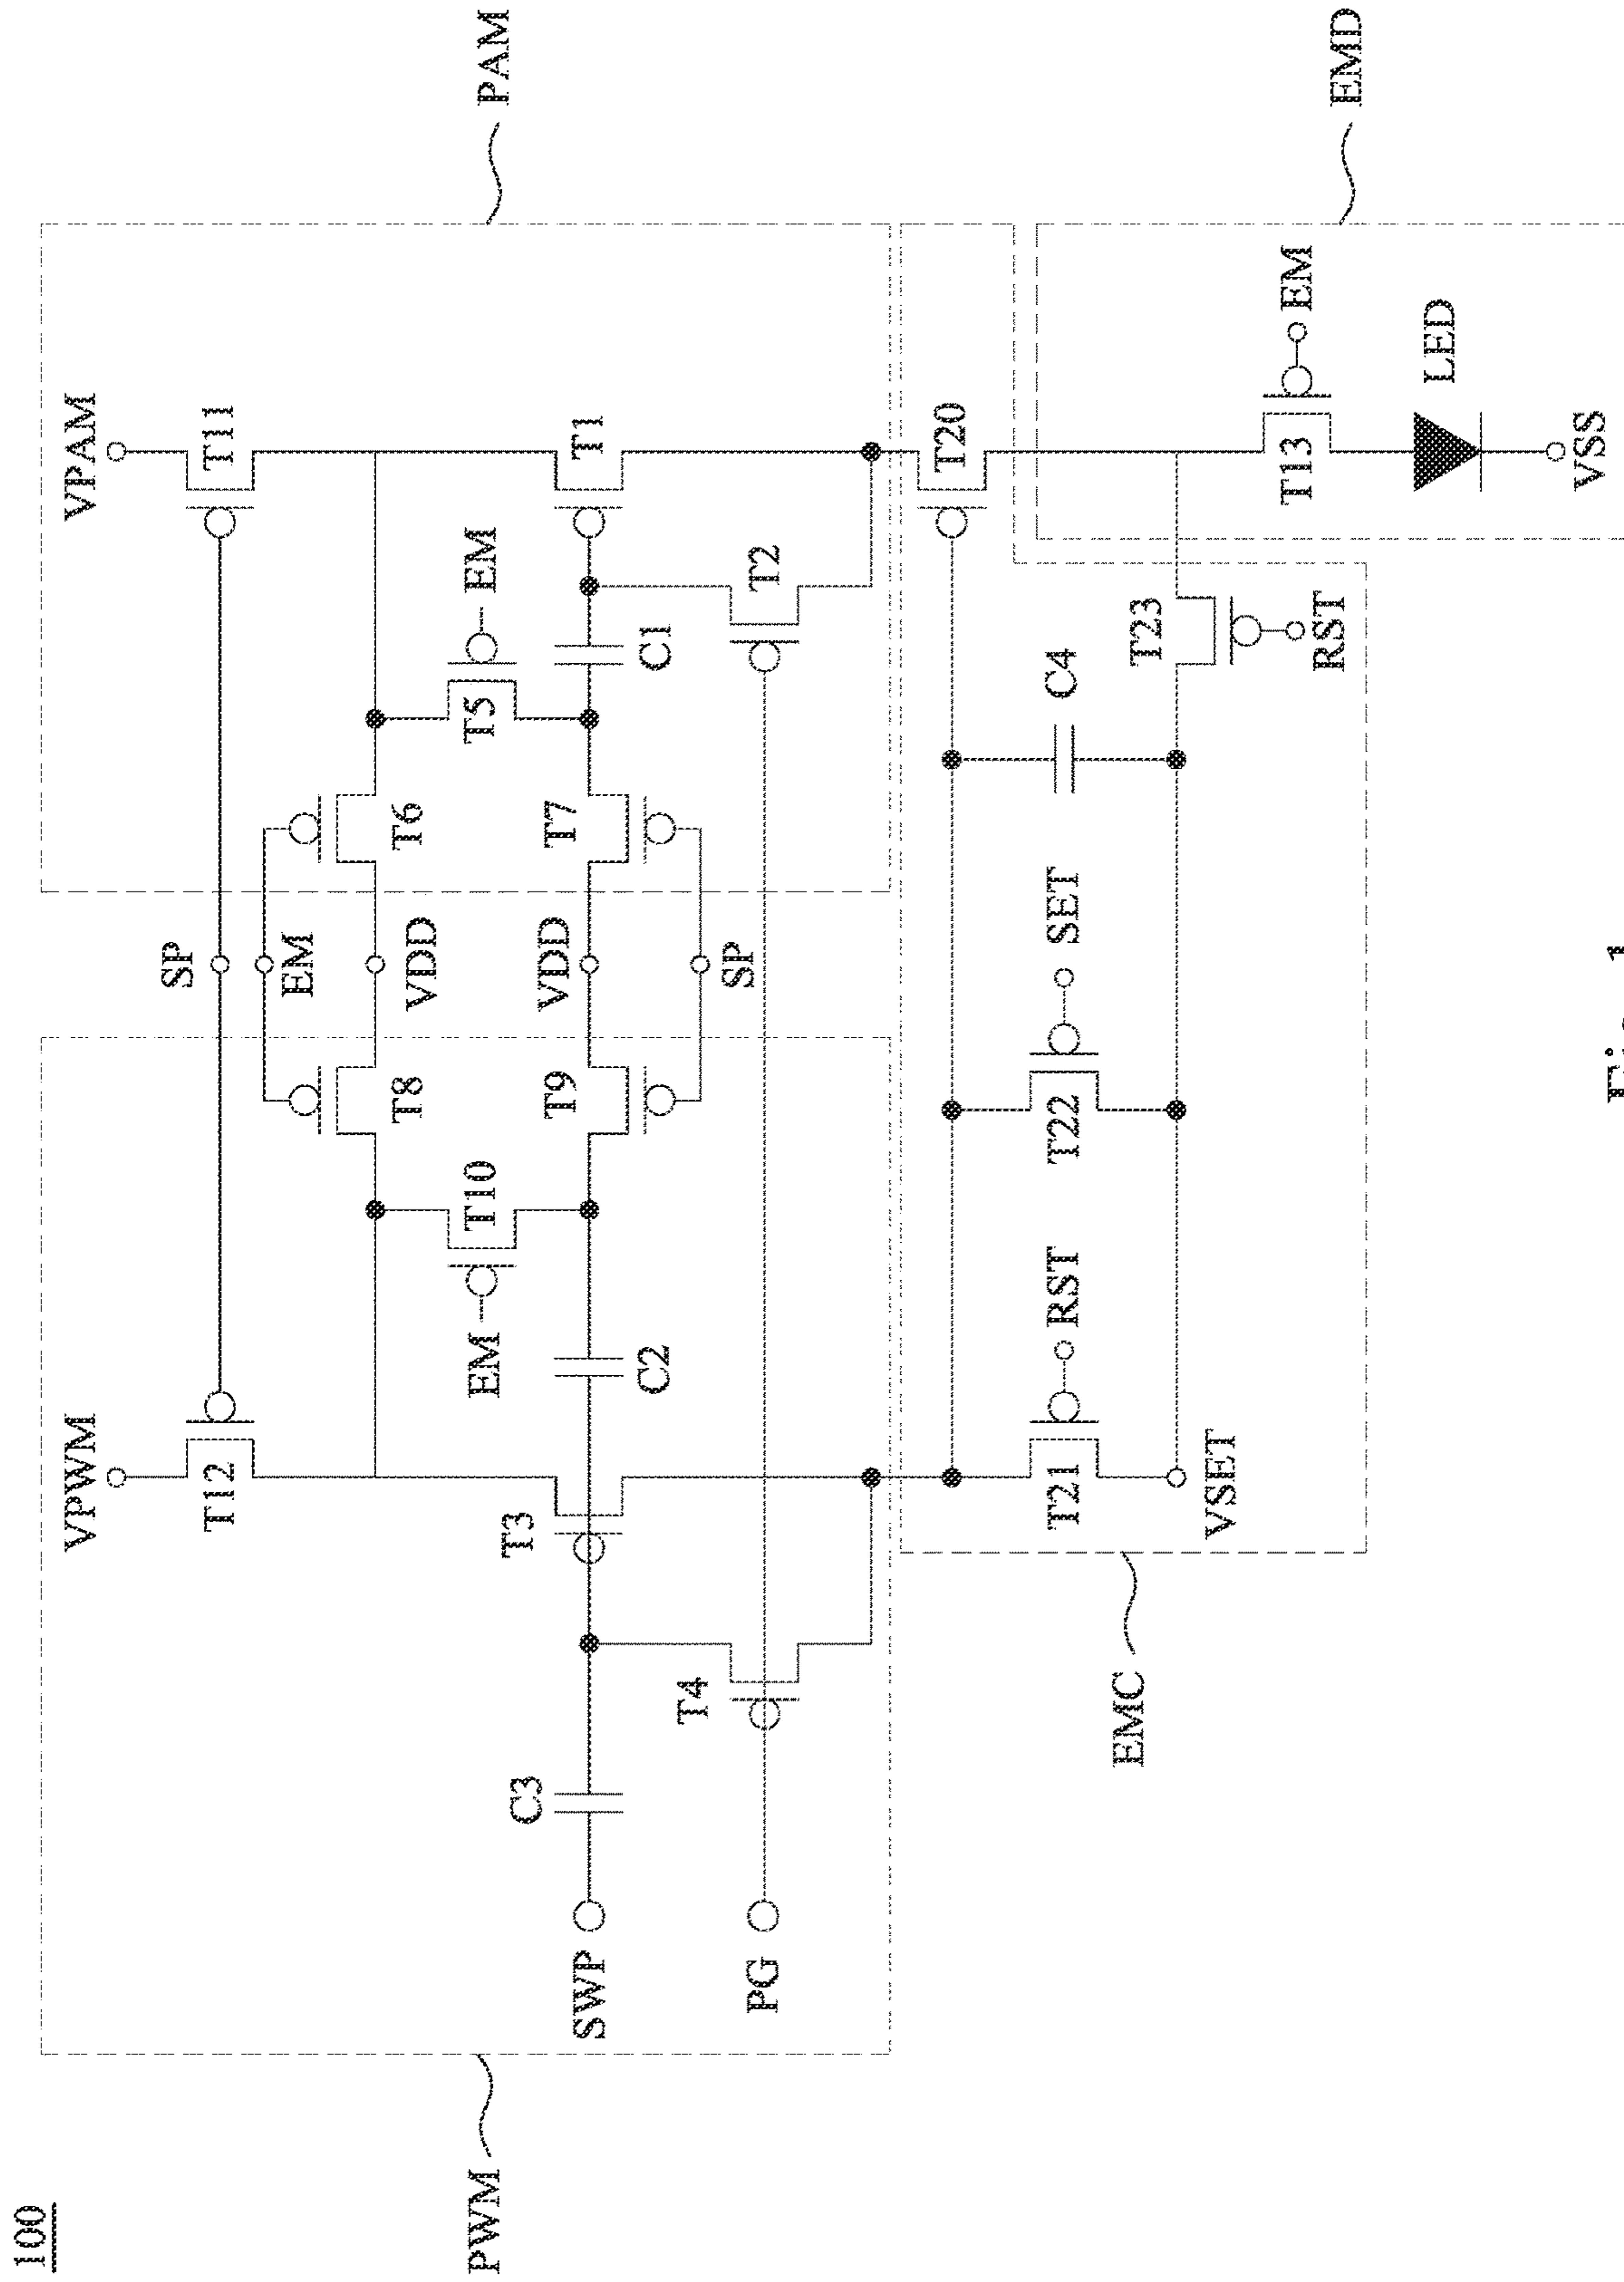 100
PWM
PAM
VPWM
VPAM
T12
SP
T11
EM
T8
VDD
T6
T10
EM
T5
EM
T3
C3
C2
T9
VDD
T7
C1
T1
SWP
T4
SP
T2
PG
T20
EMC
T21
RST
T22
SET
C4
T23
RST
VSET
EMD
T13
EM
LED
VSS